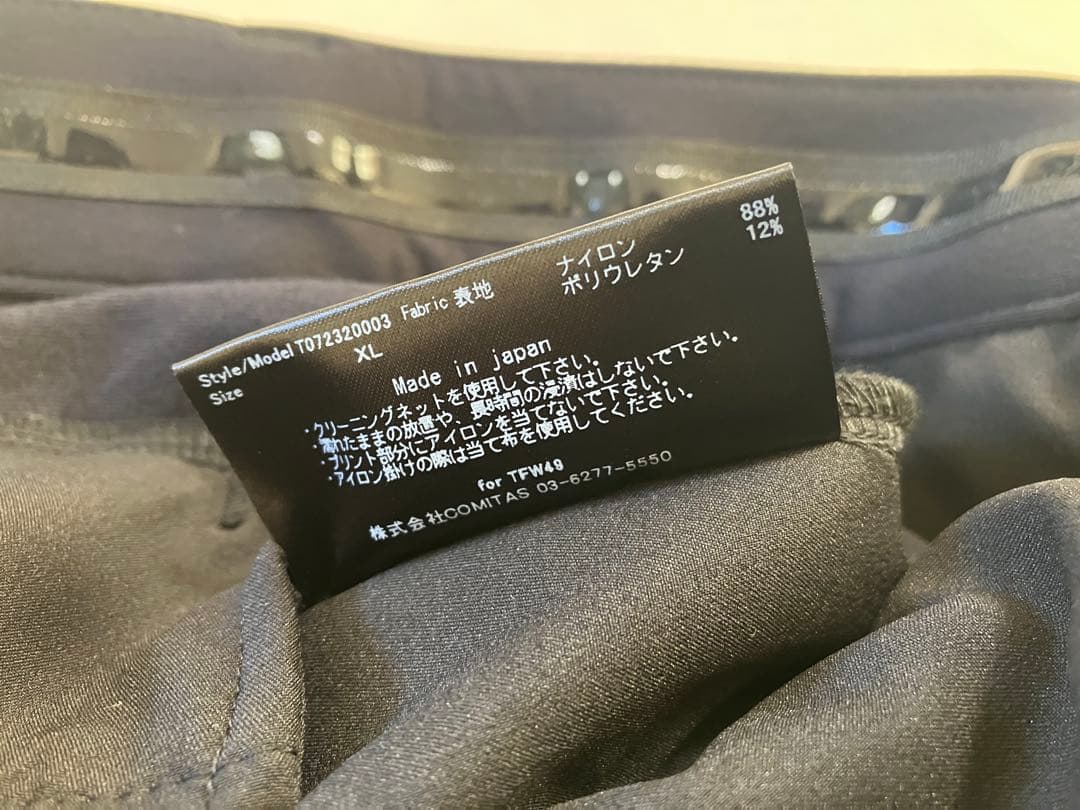 Style/Model T072320003 Fabric 表地 ナイロン 88%
ポリウレタン 12%
Size XL
Made in japan
・クリーニングネットを使用して下さい。
・濡れたままの放置や、長時間の浸漬はしないで下さい。
・プリント部分にアイロンを当てないで下さい。
・アイロン掛けの際は当て布を使用してください。
for TFW49
株式会社COMITAS 03-6277-5550